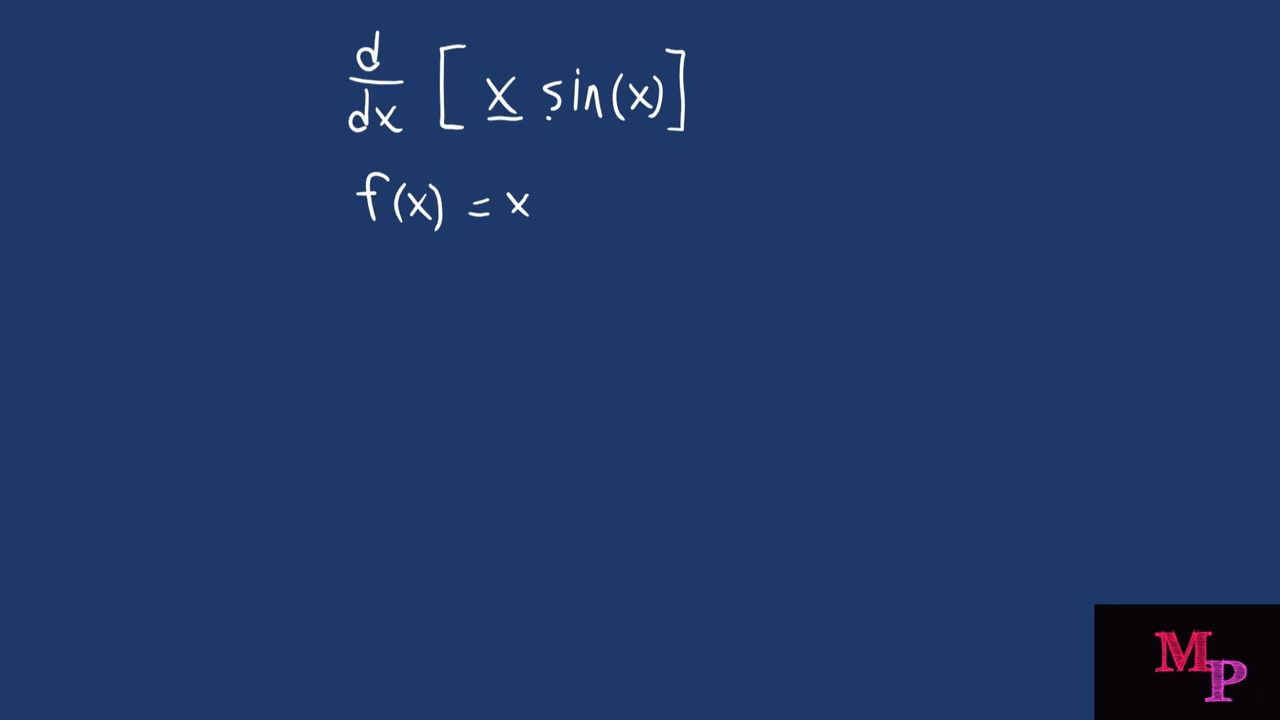 d/dx [ x sin(x) ]
f(x) = x
MP